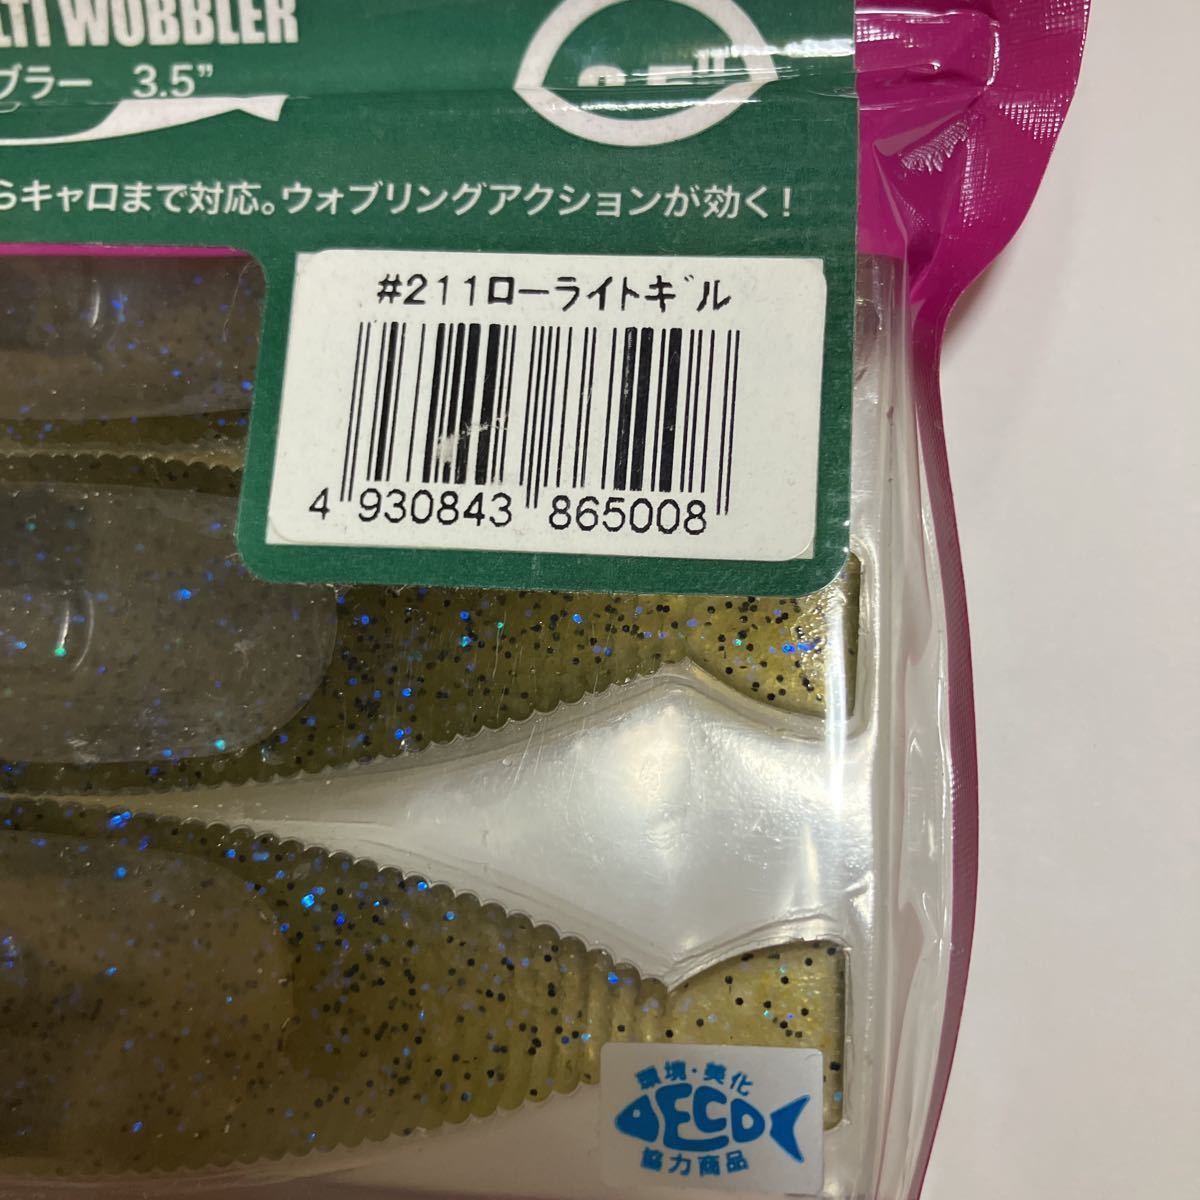 WOBBLER
ブラー 3.5”
らキャロまで対応。ウォブリングアクションが効く!
#211ローライトギル
4 930843 865008
環境・美化
ECO
協力商品